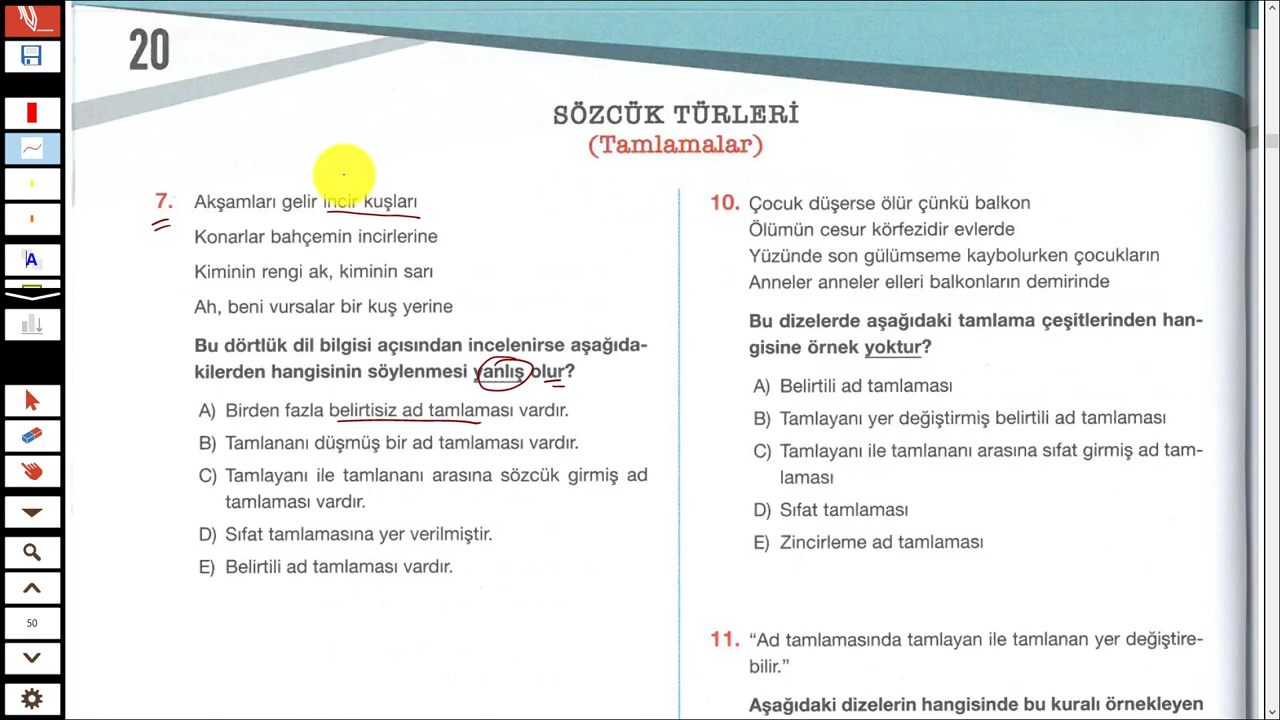 20
SÖZCÜK TÜRLERİ
(Tamlamalar)
7. Akşamları gelir incir kuşları
Konarlar bahçemin incirlerine
Kiminin rengi ak, kiminin sarı
Ah, beni vursalar bir kuş yerine
Bu dörtlük dil bilgisi açısından incelenirse aşağıda-
kilerden hangisinin söylenmesi yanlış olur?
A) Birden fazla belirtisiz ad tamlaması vardır.
B) Tamlananı düşmüş bir ad tamlaması vardır.
C) Tamlayanı ile tamlananı arasına sözcük girmiş ad
tamlaması vardır.
D) Sıfat tamlamasına yer verilmiştir.
E) Belirtili ad tamlaması vardır.
10. Çocuk düşerse ölür çünkü balkon
Ölümün cesur körfezidir evlerde
Yüzünde son gülümseme kaybolurken çocukların
Anneler anneler elleri balkonların demirinde
Bu dizelerde aşağıdaki tamlama çeşitlerinden han-
gisine örnek yoktur?
A) Belirtili ad tamlaması
B) Tamlayanı yer değiştirmiş belirtili ad tamlaması
C) Tamlayanı ile tamlananı arasına sıfat girmiş ad tam-
laması
D) Sıfat tamlaması
E) Zincirleme ad tamlaması
11. “Ad tamlamasında tamlayan ile tamlanan yer değiştire-
bilir.”
Aşağıdaki dizelerin hangisinde bu kuralı örnekleyen
A
50